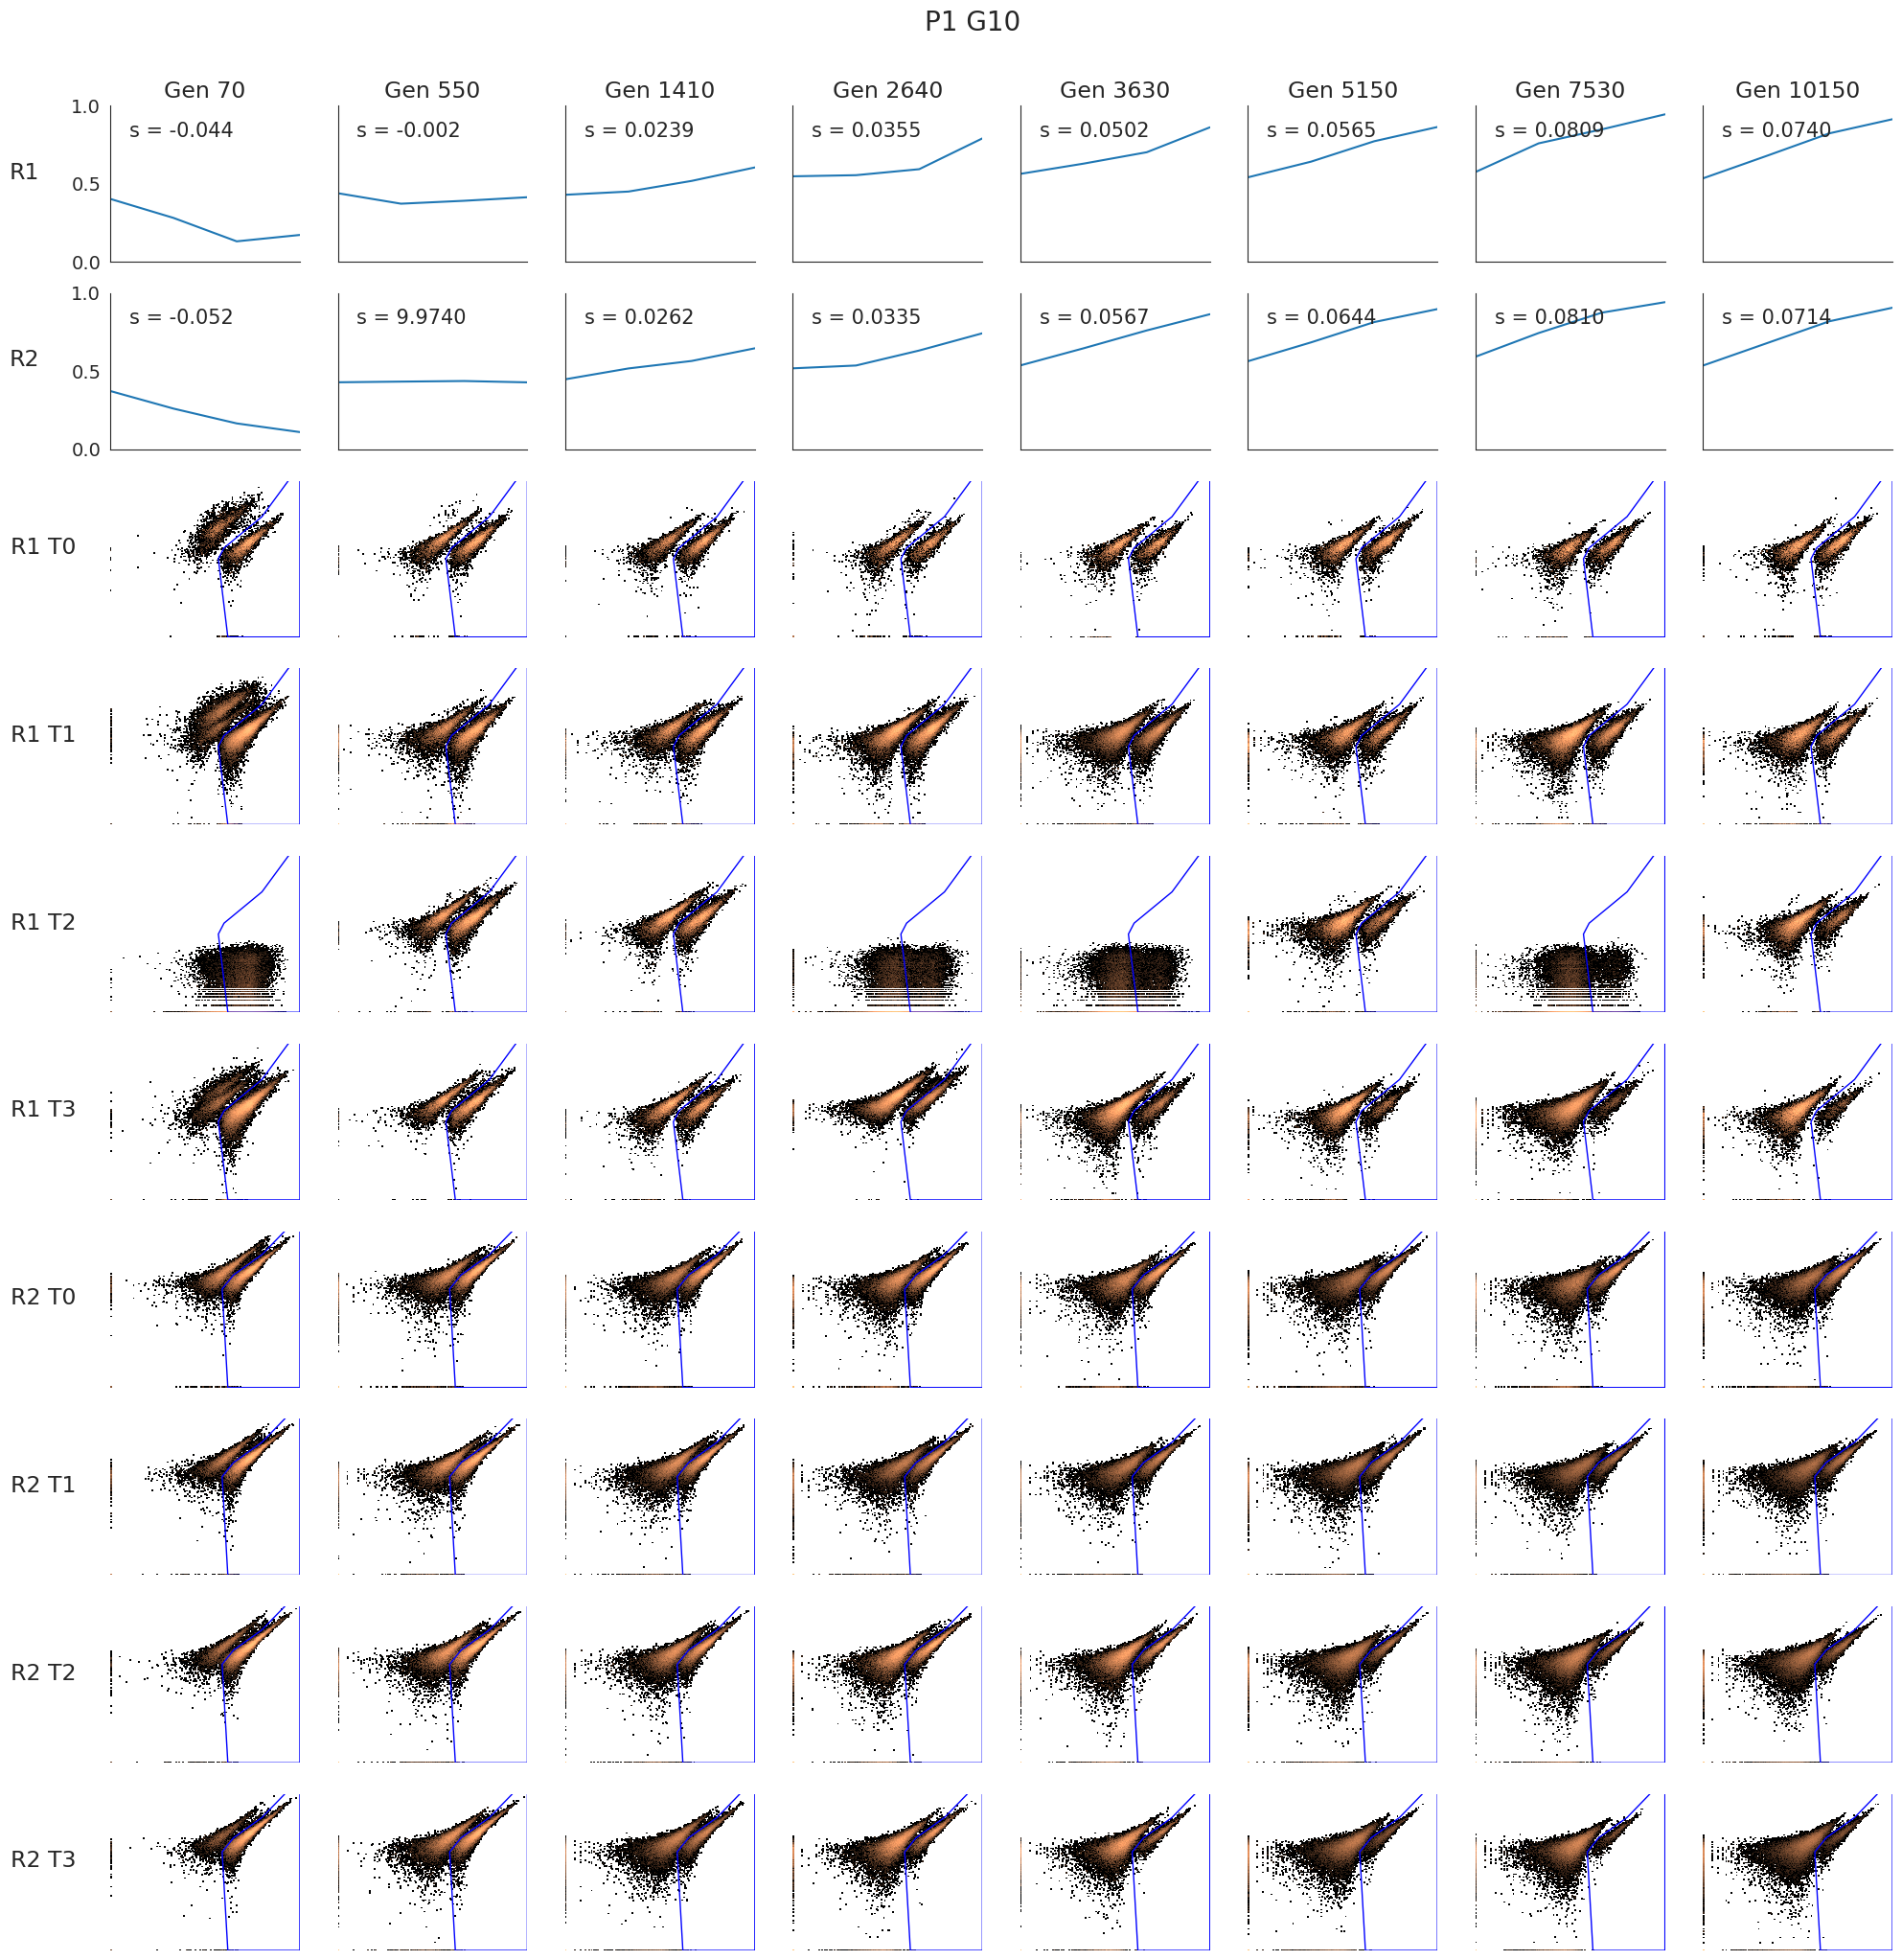 P1 G10
Gen 70 Gen 550 Gen 1410 Gen 2640 Gen 3630 Gen 5150 Gen 7530 Gen 10150
1.0
s = -0.044 s = -0.002 s = 0.0239 s = 0.0355 s = 0.0502 s = 0.0565 s = 0.0809 s = 0.0740
R1
0.5
0.0
1.0
s = -0.052 s = 9.9740 s = 0.0262 s = 0.0335 s = 0.0567 s = 0.0644 s = 0.0810 s = 0.0714
R2
0.5
0.0
R1 T0
R1 T1
R1 T2
R1 T3
R2 T0
R2 T1
R2 T2
R2 T3